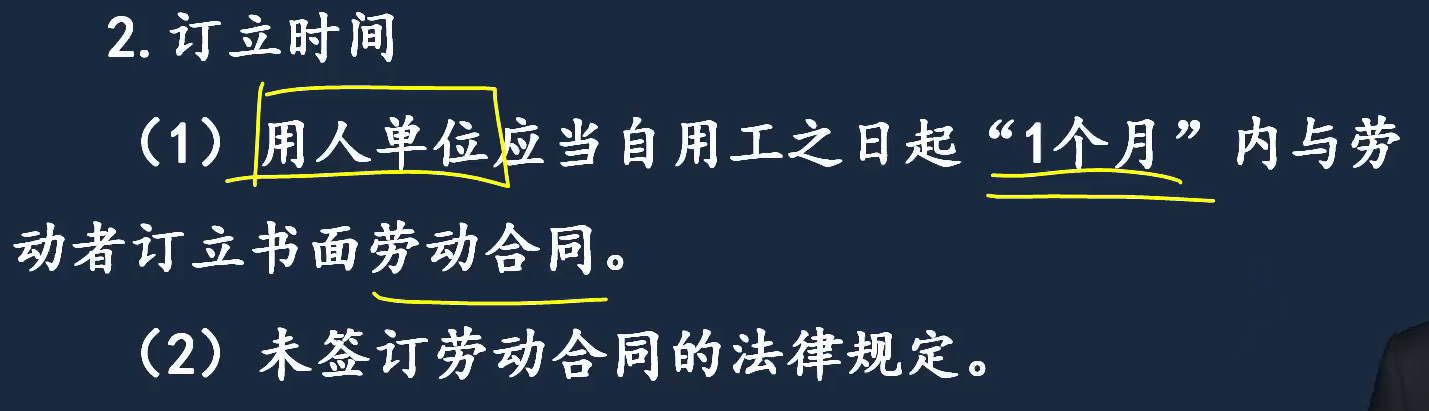 2. 订立时间
（1）用人单位应当自用工之日起“1个月”内与劳
动者订立书面劳动合同。
（2）未签订劳动合同的法律规定。